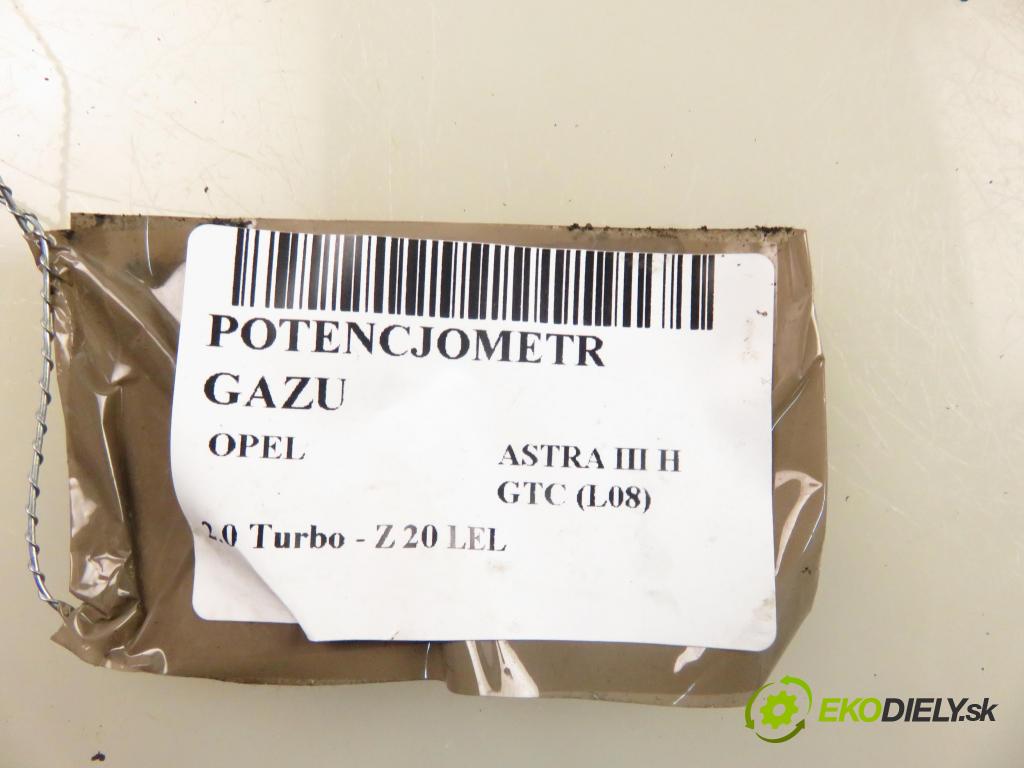 POTENCJOMETR
GAZU
OPEL
ASTRA III H
GTC (L08)
2.0 Turbo - Z 20 LEL
EKODIELY.sk